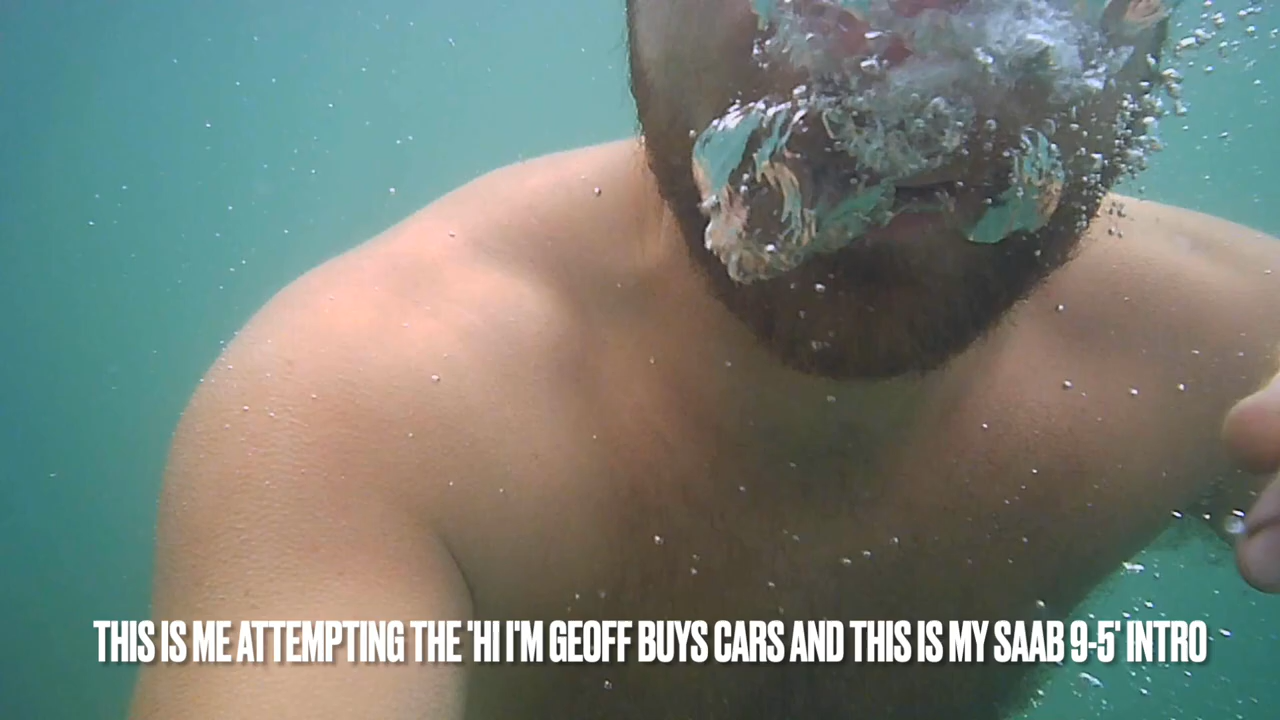 THIS IS ME ATTEMPTING THE 'HI I'M GEOFF BUYS CARS AND THIS IS MY SAAB 9-5' INTRO